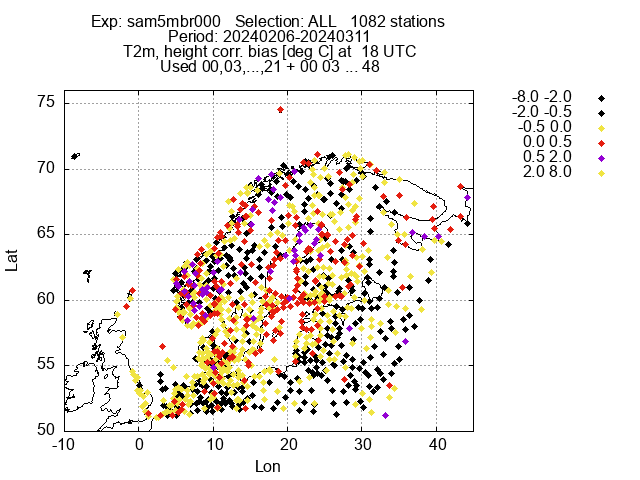 Exp: sam5mbr000   Selection: ALL   1082 stations
Period: 20240206-20240311
T2m, height corr. bias [deg C] at  18 UTC
Used 00,03,...,21 + 00 03 ... 48
-8.0 -2.0
-2.0 -0.5
-0.5 0.0
0.0 0.5
0.5 2.0
2.0 8.0
75
70
65
60
55
50
Lat
-10 0 10 20 30 40
Lon